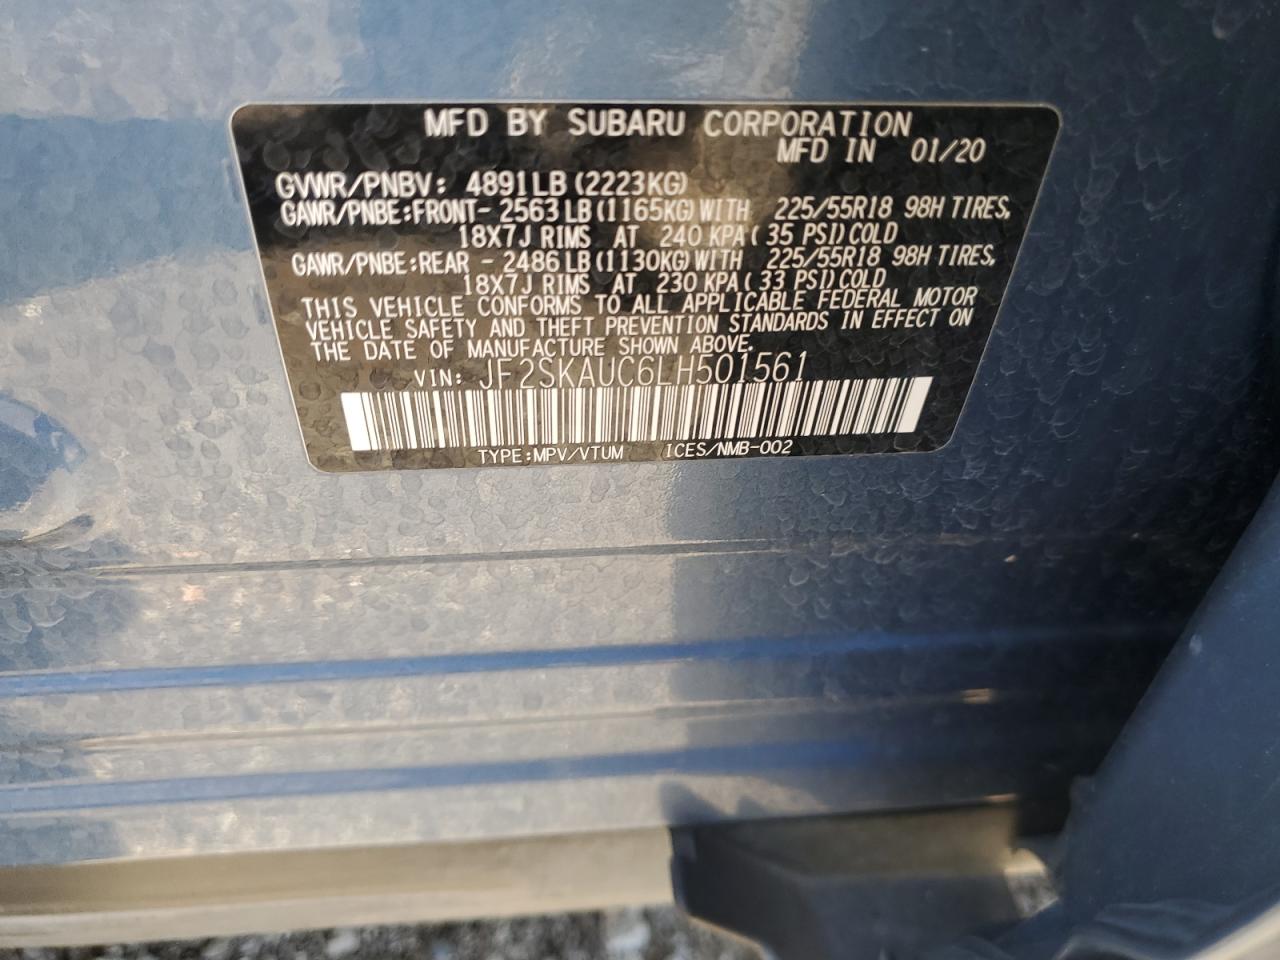 MFD BY SUBARU CORPORATION
MFD IN 01/20
GVWR/PNBV: 4891LB (2223KG)
GAWR/PNBE:FRONT- 2563 LB (1165KG) WITH 225/55R18 98H TIRES,
18X7J RIMS AT 240 KPA ( 35 PSI) COLD
GAWR/PNBE:REAR - 2486 LB (1130KG) WITH 225/55R18 98H TIRES,
18X7J RIMS AT 230 KPA ( 33 PSI) COLD
THIS VEHICLE CONFORMS TO ALL APPLICABLE FEDERAL MOTOR
VEHICLE SAFETY AND THEFT PREVENTION STANDARDS IN EFFECT ON
THE DATE OF MANUFACTURE SHOWN ABOVE.
VIN: JF2SKAUC6LH501561
TYPE:MPV/VTUM ICES/NMB-002